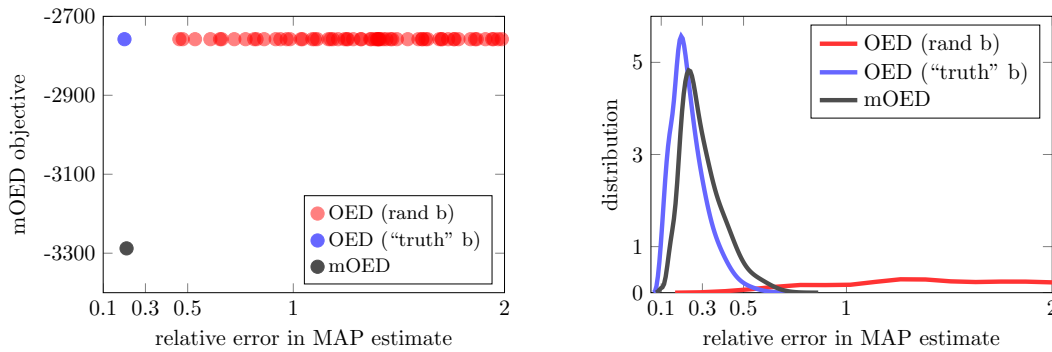 -2700
-2900
-3100
-3300
mOED objective
OED (rand b)
OED (“truth” b)
mOED
0.1 0.3 0.5 1 2
relative error in MAP estimate
5
3
1
0
distribution
OED (rand b)
OED (“truth” b)
mOED
0.1 0.3 0.5 1 2
relative error in MAP estimate